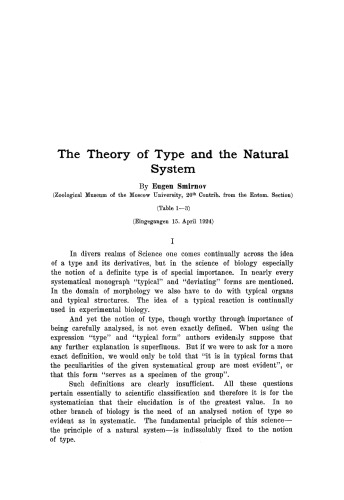 The Theory of Type and the Natural
System
By Eugen Smirnov
(Zoological Museum of the Moscow University, 26th Contrib. from the Entom. Section)
(Table 1—3)
(Eingegangen 15. April 1924)
I
In divers realms of Science one comes continually across the idea
of a type and its derivatives, but in the science of biology especially
the notion of a definite type is of special importance. In nearly every
systematical monograph "typical" and "deviating" forms are mentioned.
In the domain of morphology we also have to do with typical organs
and typical structures. The idea of a typical reaction is continually
used in experimental biology.
And yet the notion of type, though worthy through importance of
being carefully analysed, is not even exactly defined. When using the
expression "type" and "typical form" authors evidendly suppose that
any further explanation is superfluous. But if we were to ask for a more
exact definition, we would only be told that "it is in typical forms that
the peculiarities of the given systematical group are most evident", or
that this form "serves as a specimen of the group".
Such definitions are clearly insufficient. All these questions
pertain essentially to scientific classification and therefore it is for the
systematician that their elucidation is of the greatest value. In no
other branch of biology is the need of an analysed notion of type so
evident as in systematic. The fundamental principle of this science—
the principle of a natural system—is indissolubly fixed to the notion
of type.